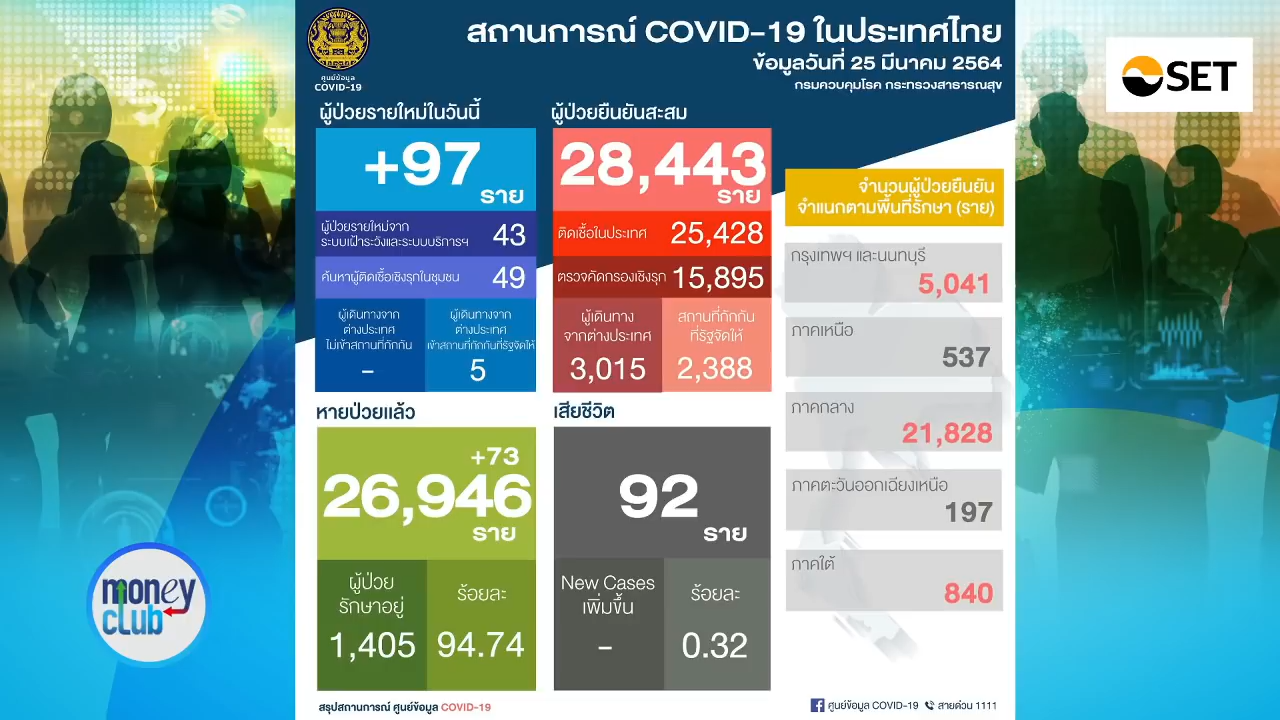 สถานการณ์ COVID-19 ในประเทศไทย
ข้อมูลวันที่ 25 มีนาคม 2564
กรมควบคุมโรค กระทรวงสาธารณสุข
ศูนย์ข้อมูล
COVID-19
SET
ผู้ป่วยรายใหม่ในวันนี้
+97
ราย
ผู้ป่วยรายใหม่จาก
ระบบเฝ้าระวังและระบบบริการฯ
43
ค้นหาผู้ติดเชื้อเชิงรุกในชุมชน
49
ผู้เดินทางจาก
ต่างประเทศ
ไม่เข้าสถานที่กักกัน
-
ผู้เดินทางจาก
ต่างประเทศ
เข้าสถานที่กักกันที่รัฐจัดให้
5
ผู้ป่วยยืนยันสะสม
28,443
ราย
ติดเชื้อในประเทศ 25,428
ตรวจคัดกรองเชิงรุก 15,895
ผู้เดินทาง
จากต่างประเทศ
3,015
สถานที่กักกัน
ที่รัฐจัดให้
2,388
จำนวนผู้ป่วยยืนยัน
จำแนกตามพื้นที่รักษา (ราย)
กรุงเทพฯ และนนทบุรี
5,041
ภาคเหนือ
537
ภาคกลาง
21,828
ภาคตะวันออกเฉียงเหนือ
197
ภาคใต้
840
หายป่วยแล้ว
+73
26,946
ราย
ผู้ป่วย
รักษาอยู่
1,405
ร้อยละ
94.74
เสียชีวิต
92
ราย
New Cases
เพิ่มขึ้น
-
ร้อยละ
0.32
money
club
สรุปสถานการณ์ ศูนย์ข้อมูล COVID-19
ศูนย์ข้อมูล COVID-19 สายด่วน 1111